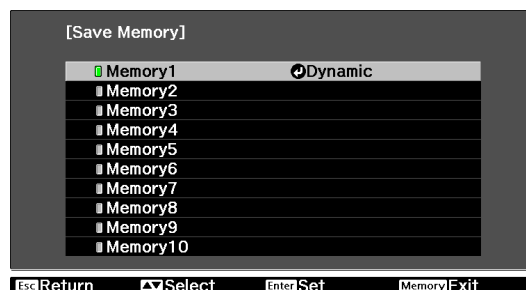 [Save Memory]
Memory1 Dynamic
Memory2
Memory3
Memory4
Memory5
Memory6
Memory7
Memory8
Memory9
Memory10
Esc Return Select Enter Set Memory Exit